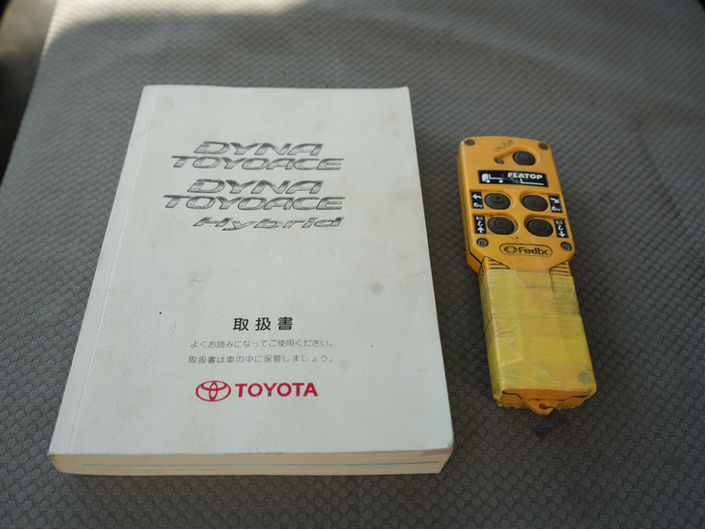 DYNA
TOYOACE
DYNA
TOYOACE
Hybrid
取扱書
よくお読みになってご使用ください。
取扱書は車の中に保管しましょう。
TOYOTA
FLATOP
Fedix